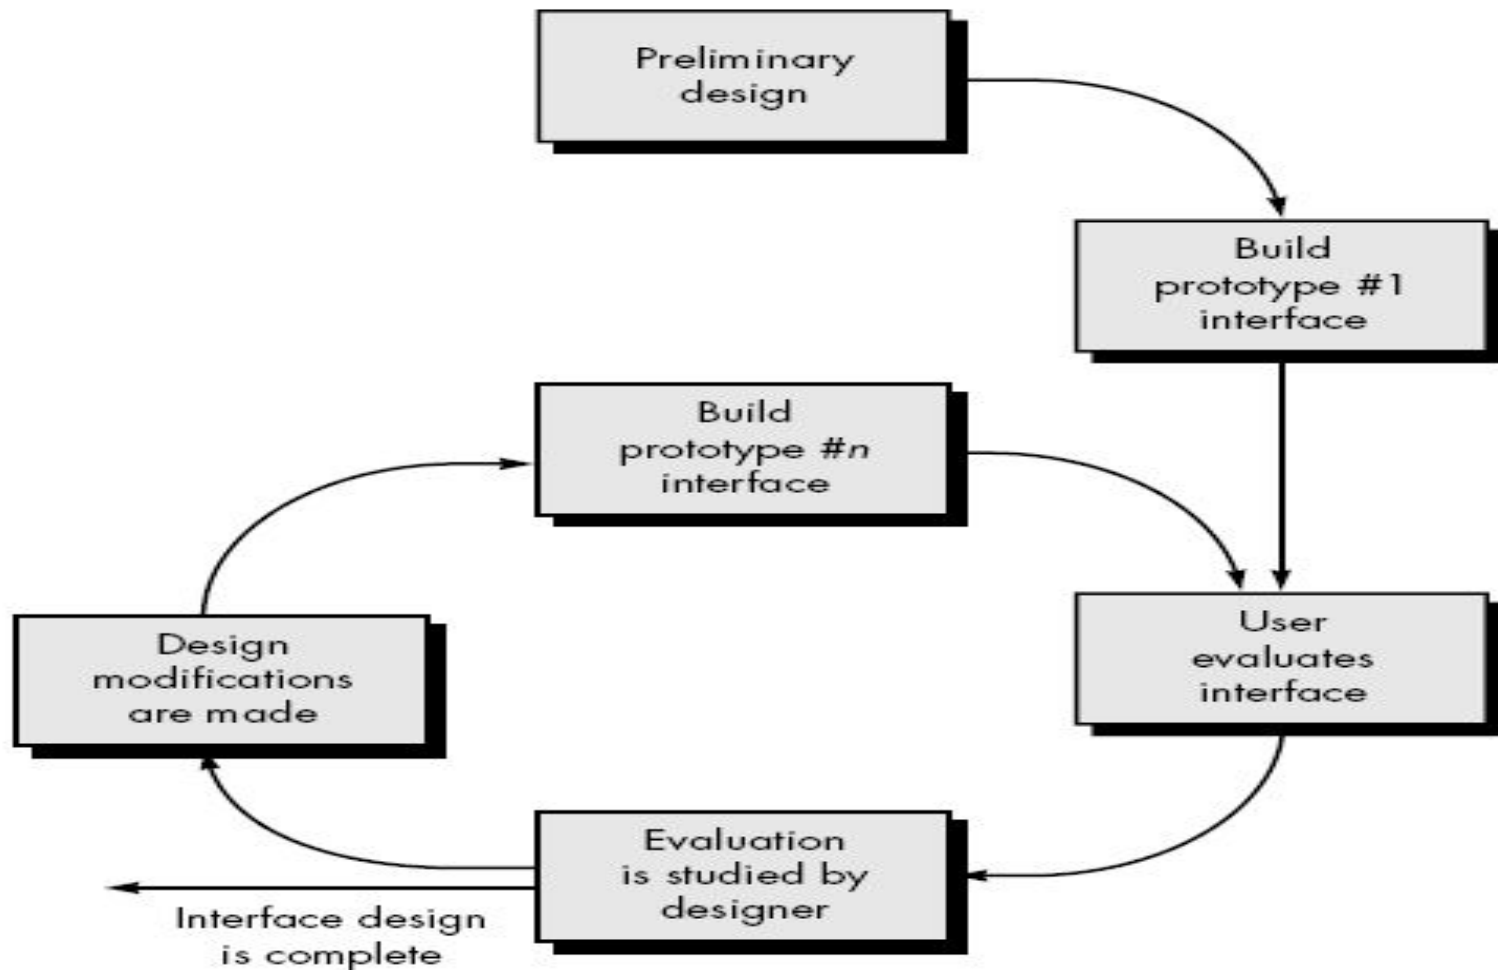 Preliminary
design
Build
prototype #1
interface
Build
prototype #n
interface
User
evaluates
interface
Design
modifications
are made
Evaluation
is studied by
designer
Interface design
is complete